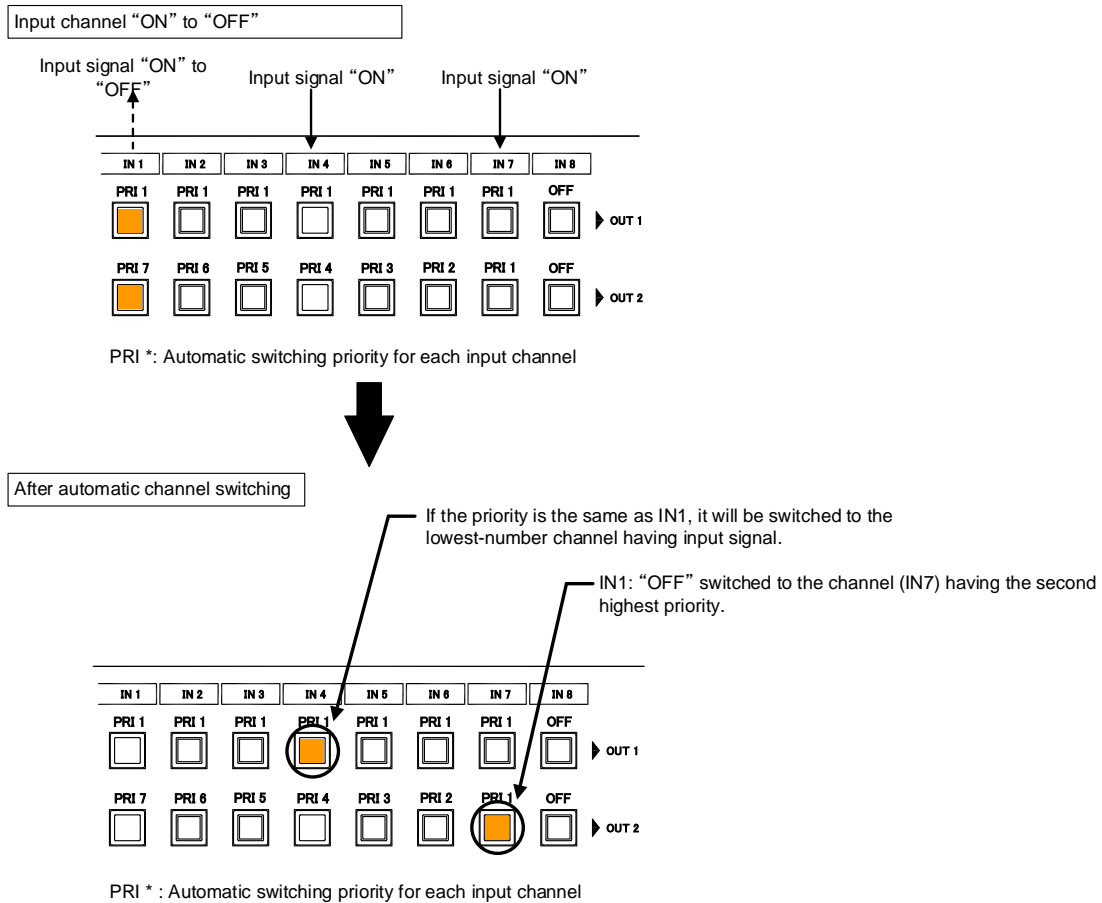 Input channel “ON” to “OFF”
Input signal “ON” to
“OFF”
Input signal “ON”
Input signal “ON”
IN 1 IN 2 IN 3 IN 4 IN 5 IN 6 IN 7 IN 8
PRI 1 PRI 1 PRI 1 PRI 1 PRI 1 PRI 1 PRI 1 OFF
OUT 1
PRI 7 PRI 6 PRI 5 PRI 4 PRI 3 PRI 2 PRI 1 OFF
OUT 2
PRI *: Automatic switching priority for each input channel
After automatic channel switching
If the priority is the same as IN1, it will be switched to the
lowest-number channel having input signal.
IN1: “OFF” switched to the channel (IN7) having the second
highest priority.
IN 1 IN 2 IN 3 IN 4 IN 5 IN 6 IN 7 IN 8
PRI 1 PRI 1 PRI 1 PRI 1 PRI 1 PRI 1 PRI 1 OFF
OUT 1
PRI 7 PRI 6 PRI 5 PRI 4 PRI 3 PRI 2 PRI 1 OFF
OUT 2
PRI * : Automatic switching priority for each input channel